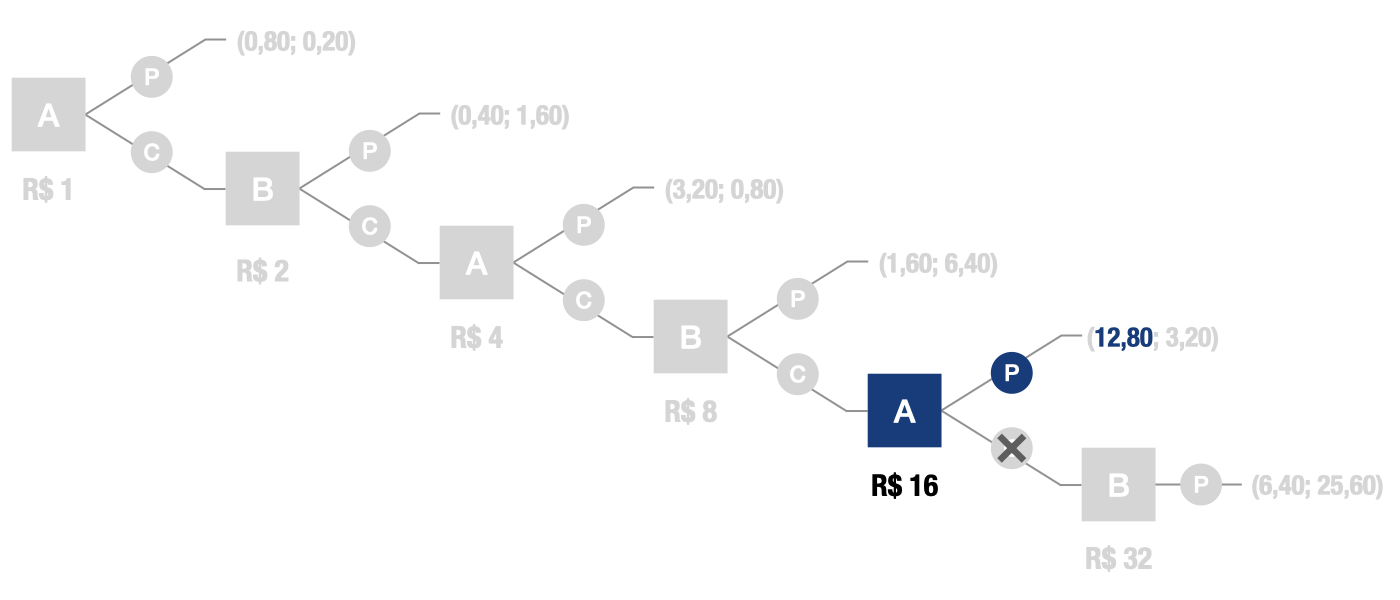 (0,80; 0,20)
P
A
C
R$ 1
(0,40; 1,60)
P
B
C
R$ 2
(3,20; 0,80)
P
A
C
R$ 4
(1,60; 6,40)
P
B
C
R$ 8
(12,80; 3,20)
P
A
R$ 16
B
P
(6,40; 25,60)
R$ 32